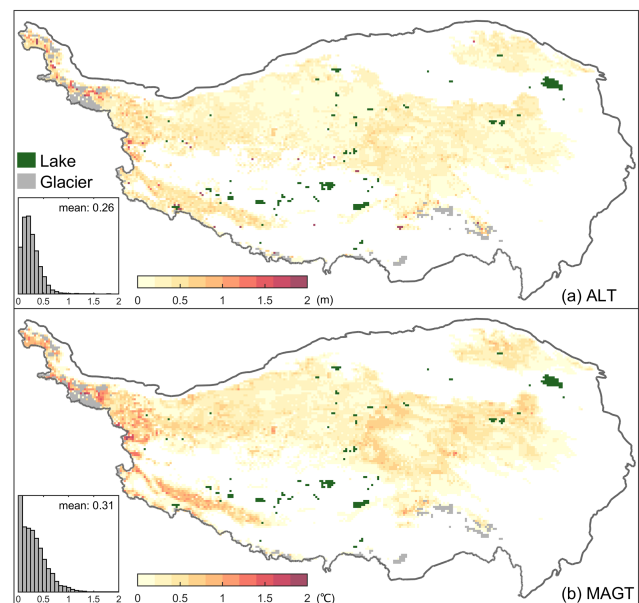 Lake
Glacier
mean: 0.26
0 0.5 1 1.5 2
0 0.5 1 1.5 2 (m)
(a) ALT
mean: 0.31
0 0.5 1 1.5 2
0 0.5 1 1.5 2 (℃)
(b) MAGT